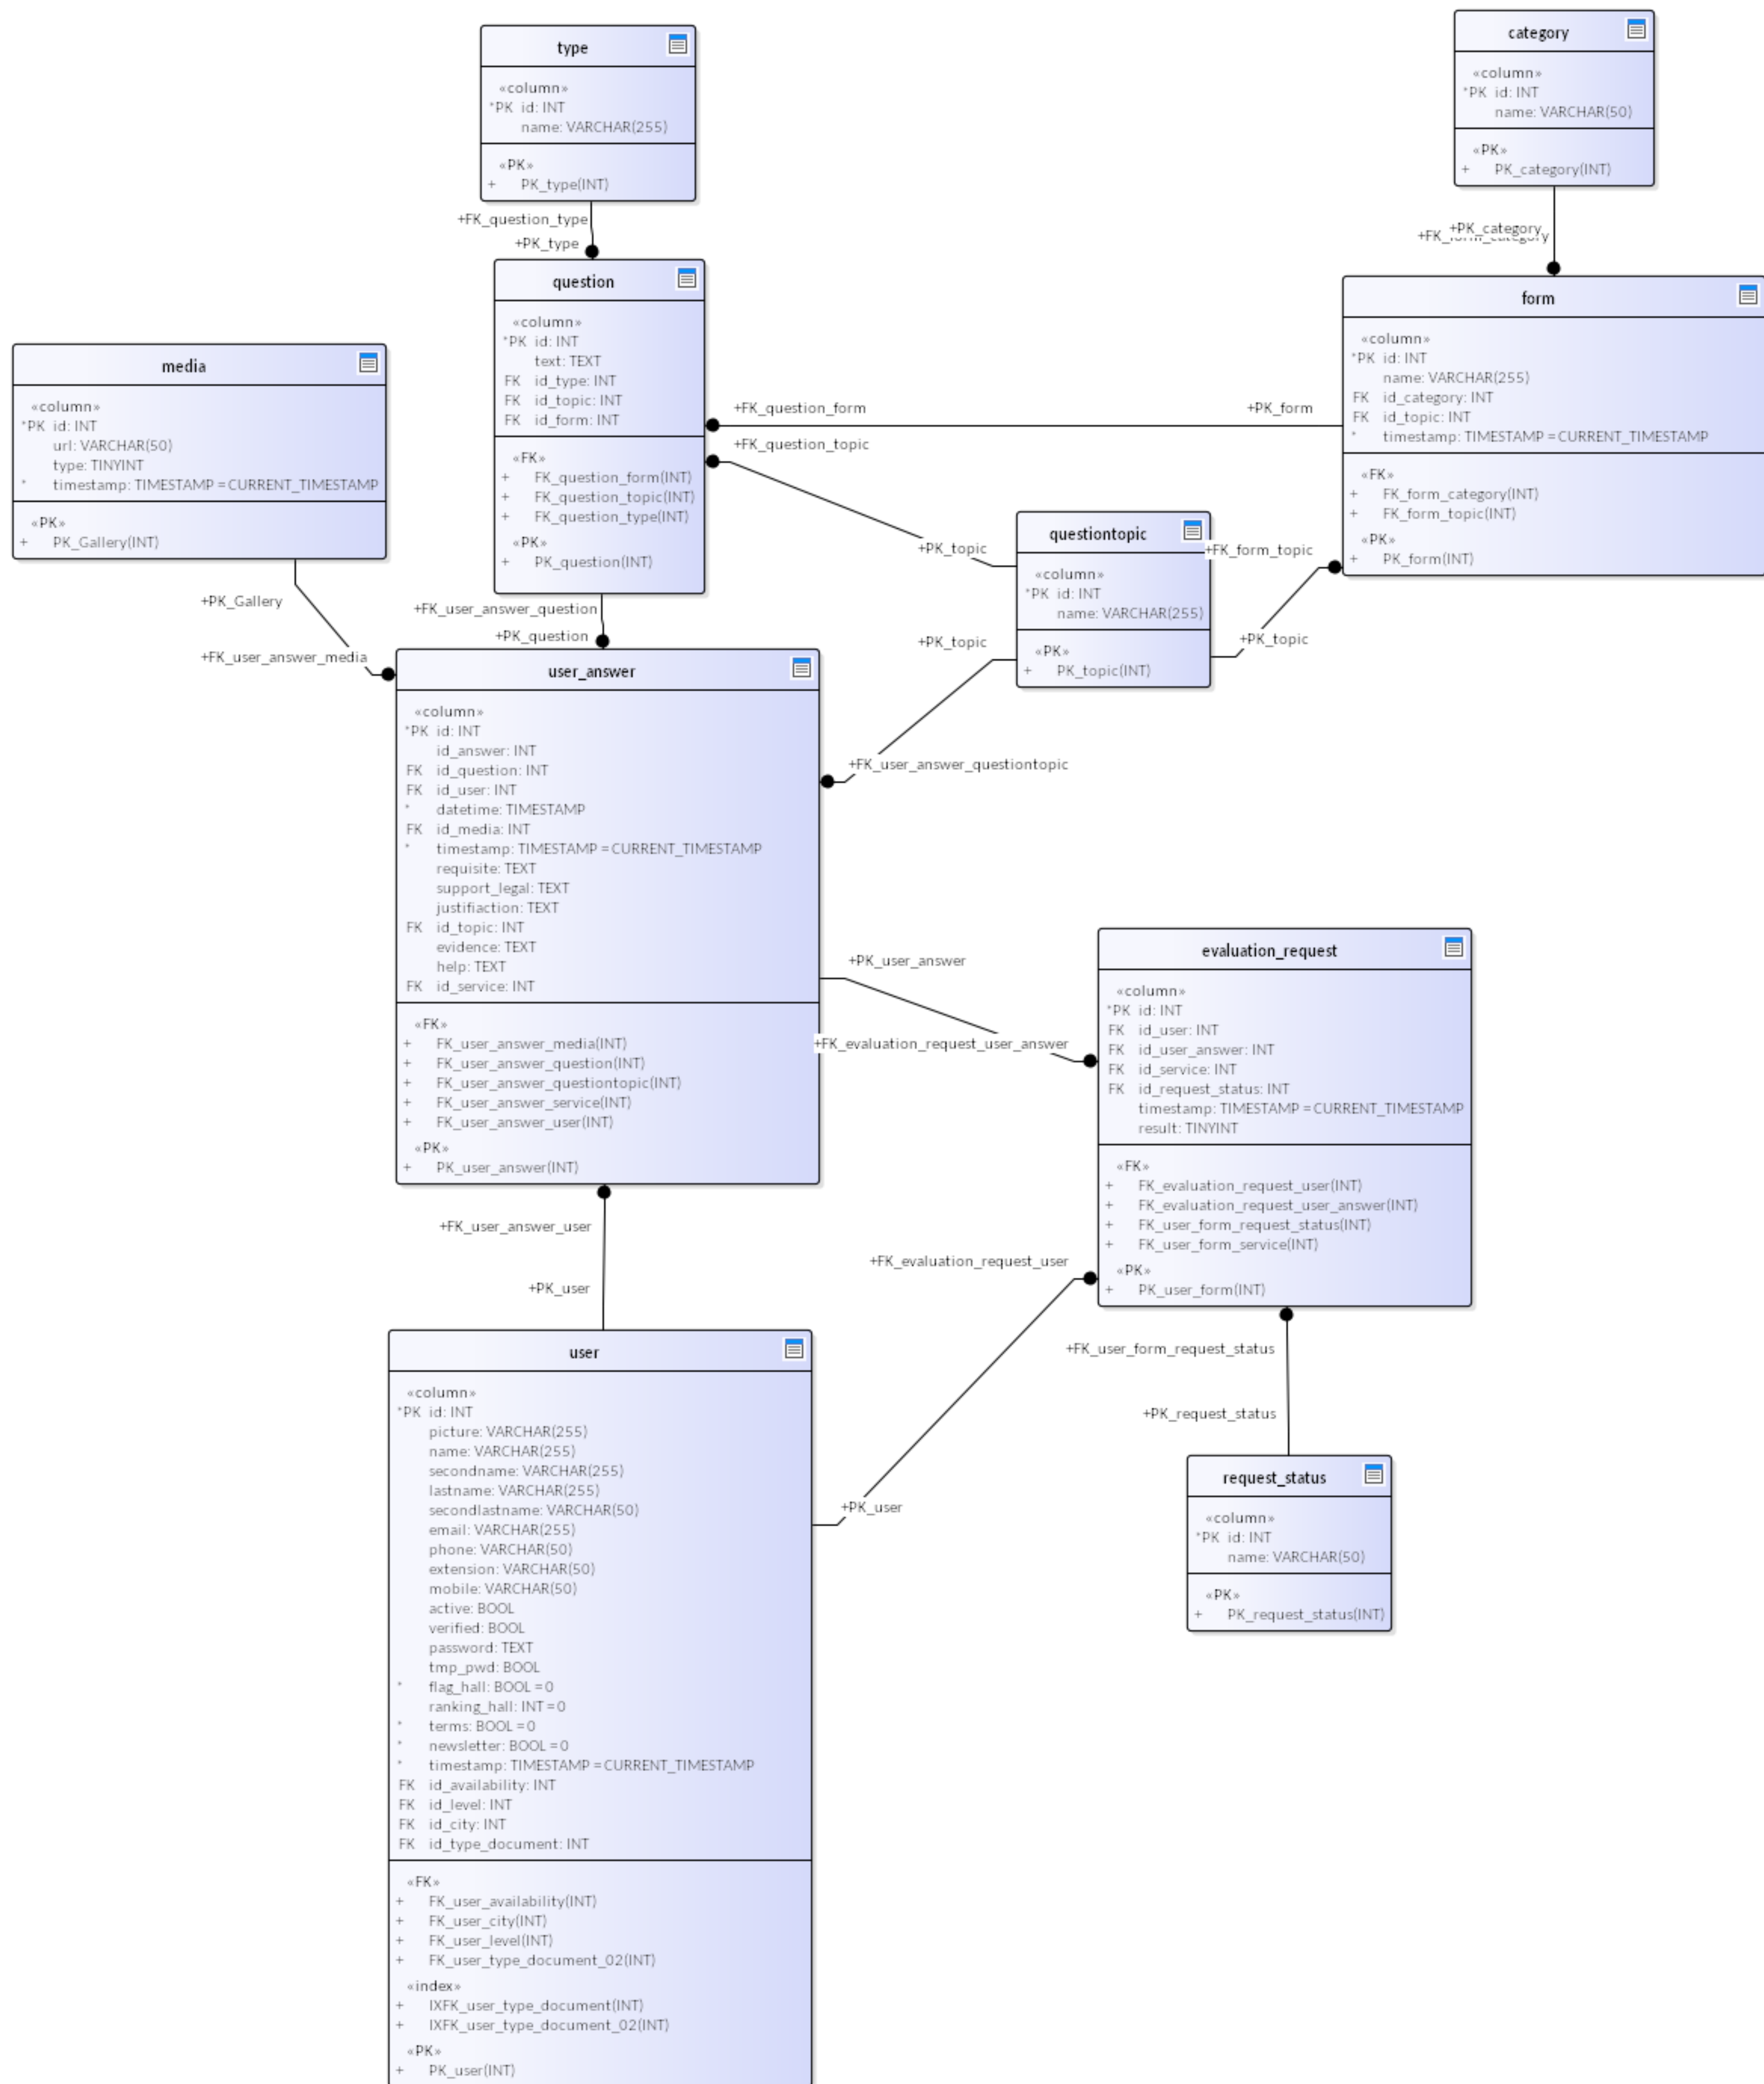 type
«column»
*PK id: INT
name: VARCHAR(255)
«PK»
+ PK_type(INT)
category
«column»
*PK id: INT
name: VARCHAR(50)
«PK»
+ PK_category(INT)
+FK_question_type
+PK_type
+PK_category
+FK_form_category
question
«column»
*PK id: INT
text: TEXT
FK id_type: INT
FK id_topic: INT
FK id_form: INT
«FK»
+ FK_question_form(INT)
+ FK_question_topic(INT)
+ FK_question_type(INT)
«PK»
+ PK_question(INT)
form
«column»
*PK id: INT
name: VARCHAR(255)
FK id_category: INT
FK id_topic: INT
* timestamp: TIMESTAMP = CURRENT_TIMESTAMP
«FK»
+ FK_form_category(INT)
+ FK_form_topic(INT)
«PK»
+ PK_form(INT)
media
«column»
*PK id: INT
url: VARCHAR(50)
type: TINYINT
* timestamp: TIMESTAMP = CURRENT_TIMESTAMP
«PK»
+ PK_Gallery(INT)
+FK_question_form
+PK_form
+FK_question_topic
+PK_topic
questiontopic
«column»
*PK id: INT
name: VARCHAR(255)
«PK»
+ PK_topic(INT)
+FK_form_topic
+PK_topic
+PK_topic
+FK_user_answer_questiontopic
+PK_Gallery
+FK_user_answer_media
+FK_user_answer_question
+PK_question
user_answer
«column»
*PK id: INT
id_answer: INT
FK id_question: INT
FK id_user: INT
* datetime: TIMESTAMP
FK id_media: INT
* timestamp: TIMESTAMP = CURRENT_TIMESTAMP
requisite: TEXT
support_legal: TEXT
justifiaction: TEXT
FK id_topic: INT
evidence: TEXT
help: TEXT
FK id_service: INT
«FK»
+ FK_user_answer_media(INT)
+ FK_user_answer_question(INT)
+ FK_user_answer_questiontopic(INT)
+ FK_user_answer_service(INT)
+ FK_user_answer_user(INT)
«PK»
+ PK_user_answer(INT)
+PK_user_answer
+FK_evaluation_request_user_answer
evaluation_request
«column»
*PK id: INT
FK id_user: INT
FK id_user_answer: INT
FK id_service: INT
FK id_request_status: INT
timestamp: TIMESTAMP = CURRENT_TIMESTAMP
result: TINYINT
«FK»
+ FK_evaluation_request_user(INT)
+ FK_evaluation_request_user_answer(INT)
+ FK_user_form_request_status(INT)
+ FK_user_form_service(INT)
«PK»
+ PK_user_form(INT)
+FK_user_answer_user
+PK_user
+FK_evaluation_request_user
+PK_user
+FK_user_form_request_status
+PK_request_status
user
«column»
*PK id: INT
picture: VARCHAR(255)
name: VARCHAR(255)
secondname: VARCHAR(255)
lastname: VARCHAR(255)
secondlastname: VARCHAR(50)
email: VARCHAR(255)
phone: VARCHAR(50)
extension: VARCHAR(50)
mobile: VARCHAR(50)
active: BOOL
verified: BOOL
password: TEXT
tmp_pwd: BOOL
* flag_hall: BOOL = 0
ranking_hall: INT = 0
* terms: BOOL = 0
* newsletter: BOOL = 0
* timestamp: TIMESTAMP = CURRENT_TIMESTAMP
FK id_availability: INT
FK id_level: INT
FK id_city: INT
FK id_type_document: INT
«FK»
+ FK_user_availability(INT)
+ FK_user_city(INT)
+ FK_user_level(INT)
+ FK_user_type_document_02(INT)
«index»
+ IXFK_user_type_document(INT)
+ IXFK_user_type_document_02(INT)
«PK»
+ PK_user(INT)
request_status
«column»
*PK id: INT
name: VARCHAR(50)
«PK»
+ PK_request_status(INT)